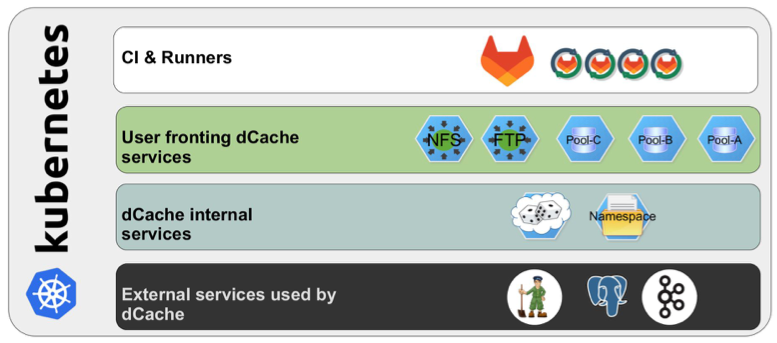 kubernetes
CI & Runners
User fronting dCache
services
NFS
FTP
Pool-C
Pool-B
Pool-A
dCache internal
services
Namespace
External services used by
dCache